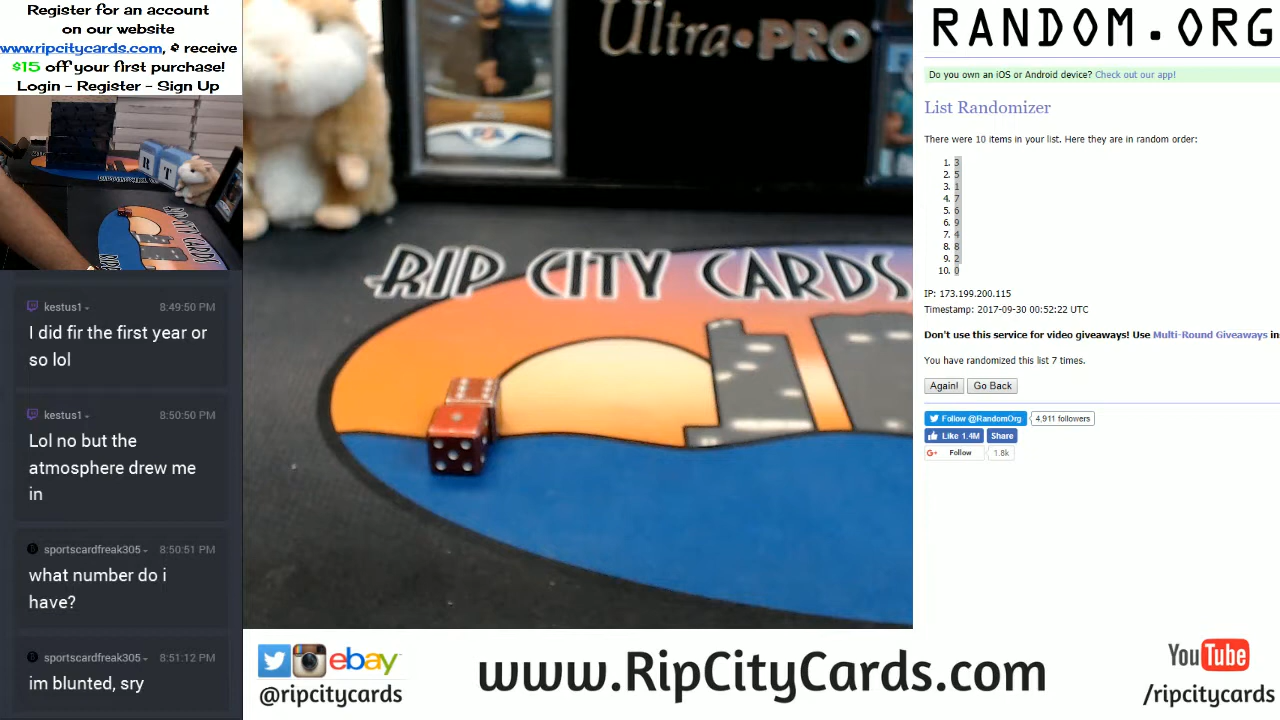 Register for an account
on our website
www.ripcitycards.com, & receive
$15 off your first purchase!
Login - Register - Sign Up
R T
RIP CITY CARDS
kestus1
8:49:50 PM
I did fir the first year or
so lol
kestus1
8:50:50 PM
Lol no but the
atmosphere drew me
in
sportscardfreak305
8:50:51 PM
what number do i
have?
sportscardfreak305
8:51:12 PM
im blunted, sry
Ultra•PRO
RIP CITY CARDS
@ripcitycards
ebay
www.RipCityCards.com
YouTube
/ripcitycards
RANDOM.ORG
Do you own an iOS or Android device? Check out our app!
List Randomizer
There were 10 items in your list. Here they are in random order:
1. 3
2. 5
3. 1
4. 7
5. 6
6. 9
7. 4
8. 8
9. 2
10. 0
IP: 173.199.200.115
Timestamp: 2017-09-30 00:52:22 UTC
Don't use this service for video giveaways! Use Multi-Round Giveaways in
You have randomized this list 7 times.
Again! Go Back
Follow @RandomOrg 4,911 followers
Like 1.4M Share
G+ Follow 1.8k